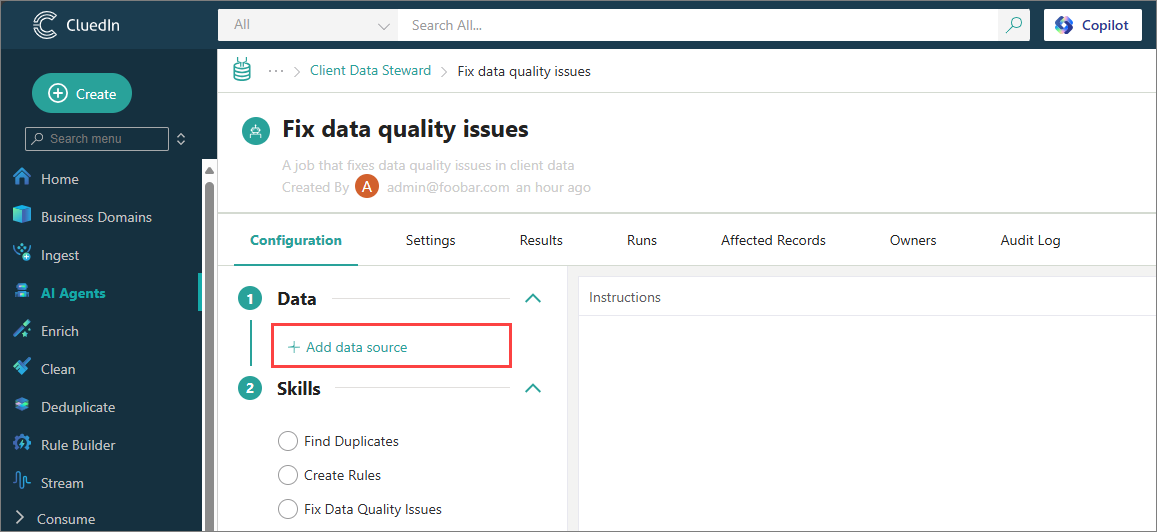 CluedIn
All
Search All...
Copilot
Create
Search menu
Home
Business Domains
Ingest
AI Agents
Enrich
Clean
Deduplicate
Rule Builder
Stream
Consume
··· > Client Data Steward > Fix data quality issues
Fix data quality issues
A job that fixes data quality issues in client data
Created By A admin@foobar.com an hour ago
Configuration Settings Results Runs Affected Records Owners Audit Log
1 Data
+ Add data source
2 Skills
Find Duplicates
Create Rules
Fix Data Quality Issues
Instructions